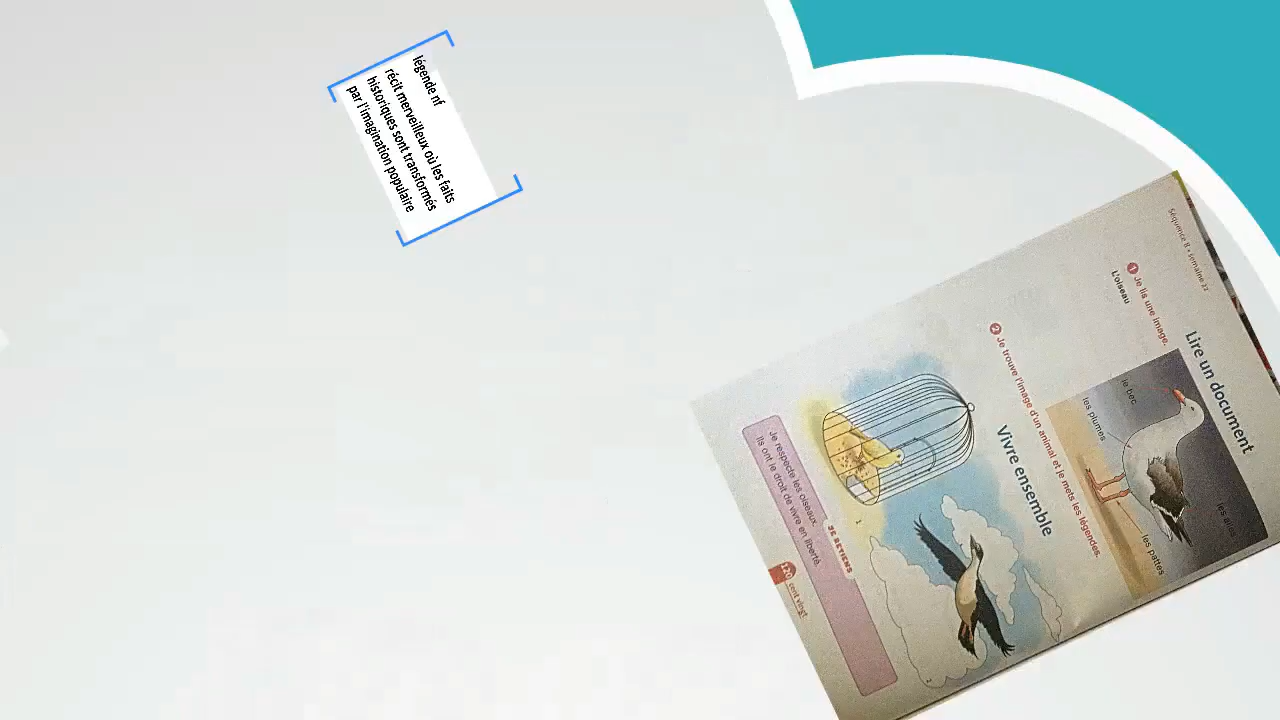 légende nf
récit merveilleux où les faits
historiques sont transformés
par l'imagination populaire
Séquence 8 • semaine 32
Lire un document
1 Je lis une image.
L'oiseau
le bec
les plumes
les ailes
les pattes
2 Je trouve l'image d'un animal et je mets les légendes.
Vivre ensemble
JE RETIENS
Je respecte les oiseaux.
Ils ont le droit de vivre en liberté.
120 cent vingt